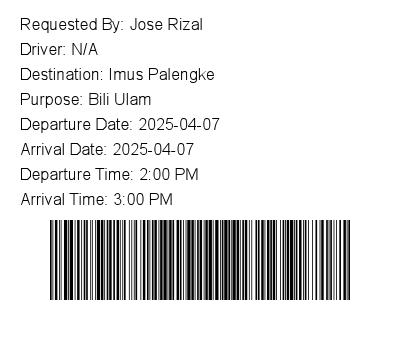 Requested By: Jose Rizal
Driver: N/A
Destination: Imus Palengke
Purpose: Bili Ulam
Departure Date: 2025-04-07
Arrival Date: 2025-04-07
Departure Time: 2:00 PM
Arrival Time: 3:00 PM